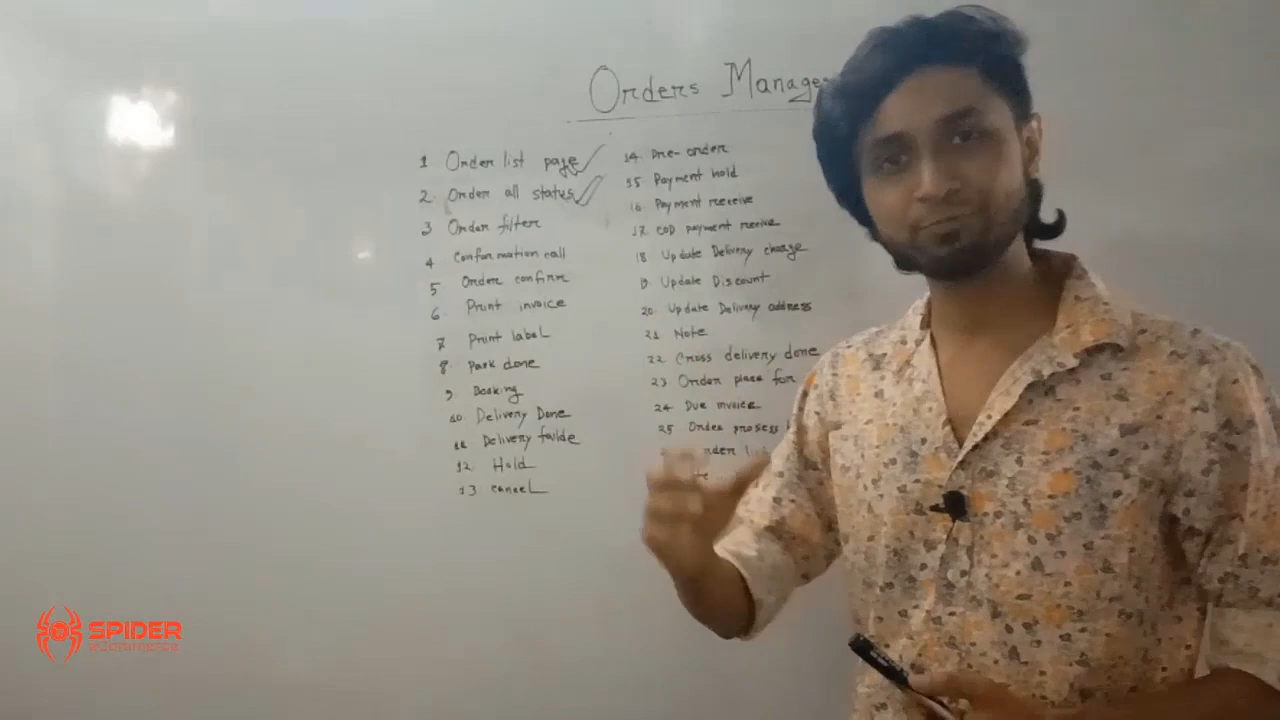 Orders Manage
1 Order list page
2. Order all status
3 Order filter
4 Conformation call
5 Order confirm
6. Print invoice
7 Print label
8. Pack done
9. Booking
10. Delivery Done
11 Delivery failde
12. Hold
13 cancel
14. Pre-order
15 Payment hold
16 Payment receive
17. COD payment receive
18 Update Delivery charge
19. Update Discount
20. Update Delivery address
21 Note
22 Cross delivery done
23. Order place for
24 Due invoice
25 Order prosess
SPIDER
eCommerce